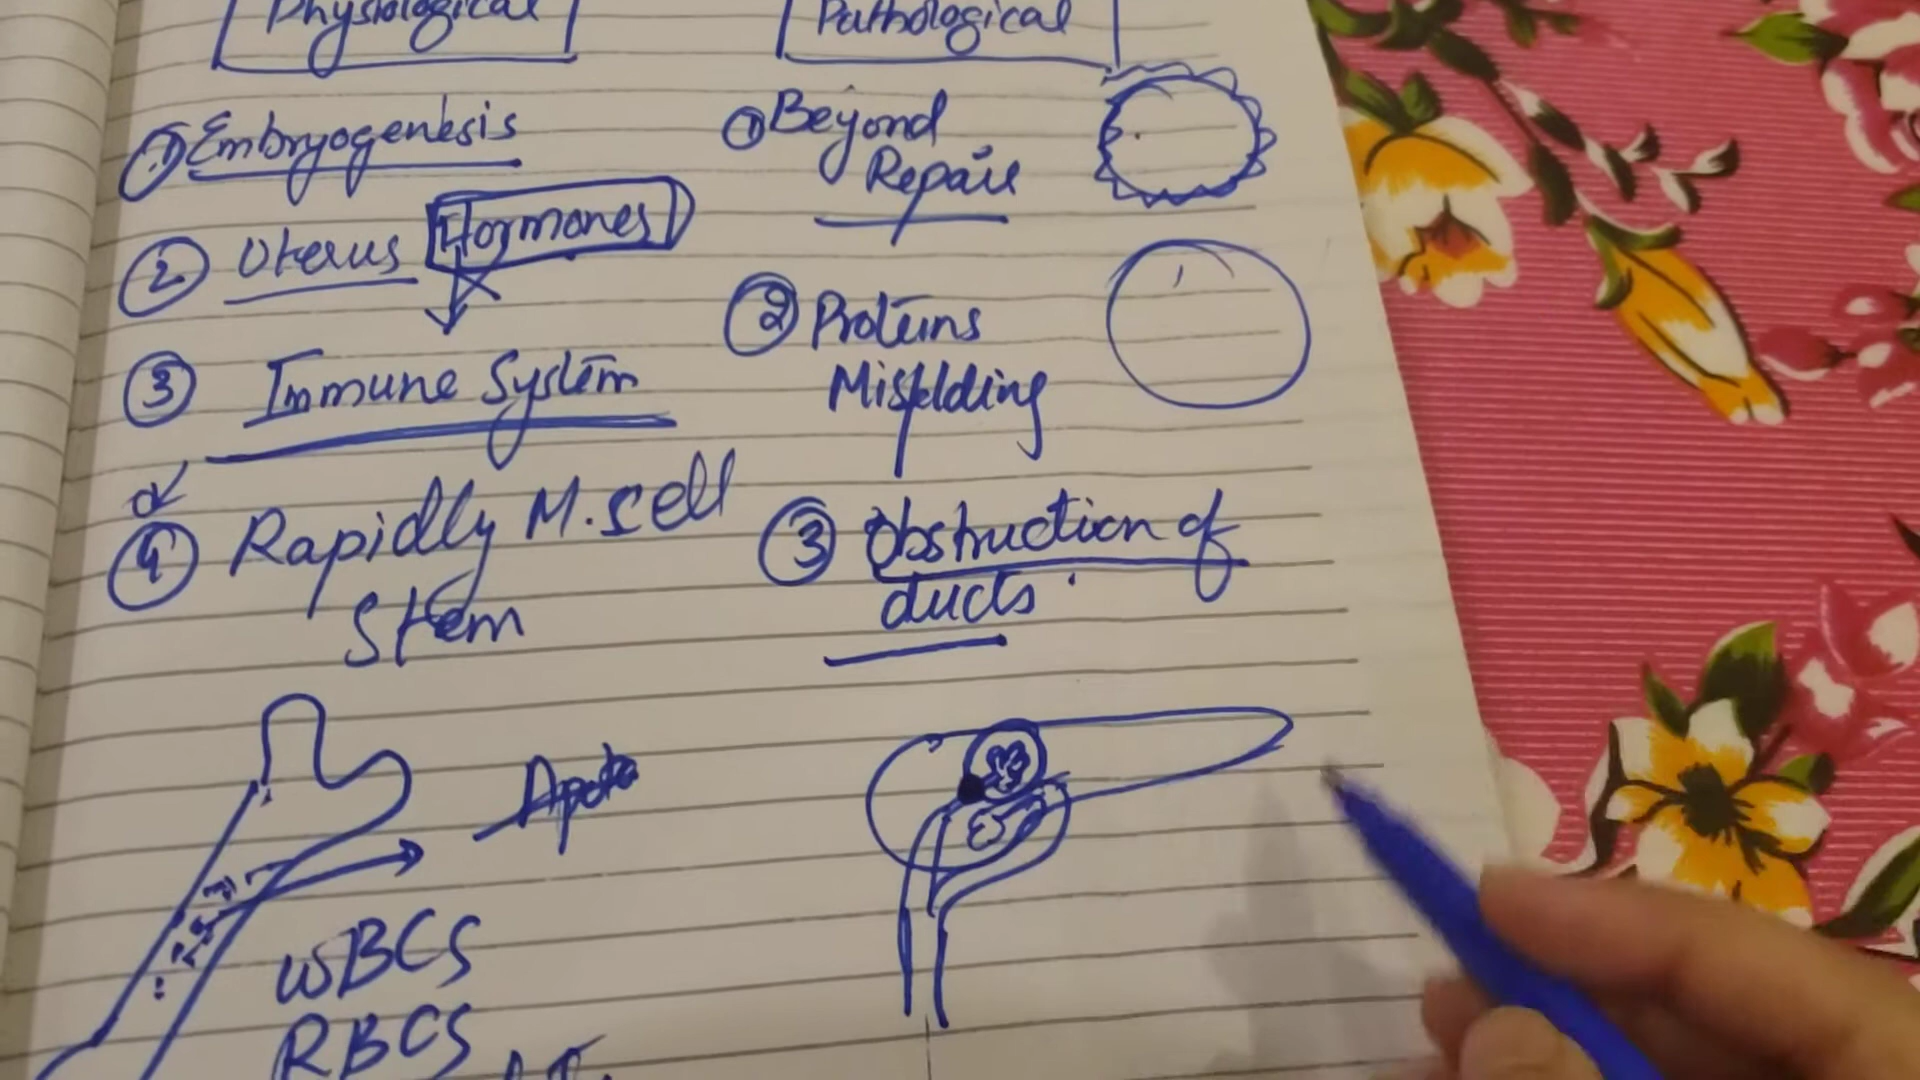 Physiological
Pathological
① Embryogenesis
② Uterus Hormones
③ Immune System
④ Rapidly M. cell
Stem
① Beyond
Repair
② Proteins
Misfolding
③ Obstruction of
ducts
WBCS
RBCS